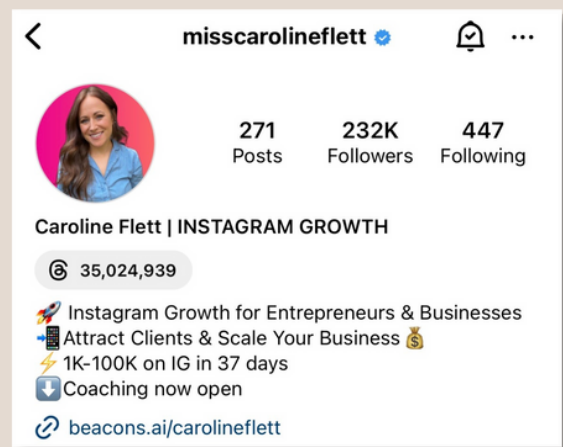 misscarolineflett
271 232K 447
Posts Followers Following
Caroline Flett | INSTAGRAM GROWTH
35,024,939
🚀 Instagram Growth for Entrepreneurs & Businesses
📲Attract Clients & Scale Your Business 💰
⚡ 1K-100K on IG in 37 days
⬇️Coaching now open
beacons.ai/carolineflett